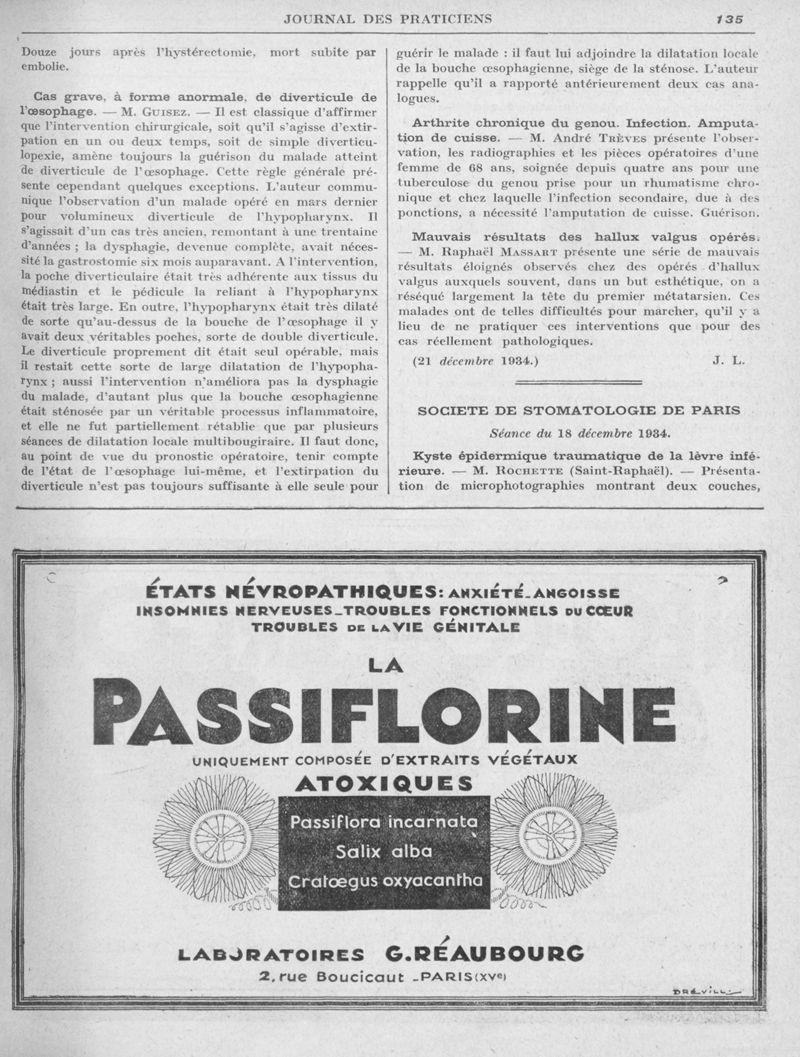 JOURNAL DES PRATICIENS 135
Douze jours après l'hystérectomie, mort subite par
embolie.
Cas grave, à forme anormale, de diverticule de
l'œsophage. — M. GUISEZ. — Il est classique d'affirmer
que l'intervention chirurgicale, soit qu'il s'agisse d'extir-
pation en un ou deux temps, soit de simple diverticu-
lopexie, amène toujours la guérison du malade atteint
de diverticule de l'œsophage. Cette règle générale pré-
sente cependant quelques exceptions. L'auteur commu-
nique l'observation d'un malade opéré en mars dernier
pour volumineux diverticule de l'hypopharynx. Il
s'agissait d'un cas très ancien, remontant à une trentaine
d'années ; la dysphagie, devenue complète, avait néces-
sité la gastrostomie six mois auparavant. A l'intervention,
la poche diverticulaire était très adhérente aux tissus du
médiastin et le pédicule la reliant à l'hypopharynx
était très large. En outre, l'hypopharynx était très dilaté
de sorte qu'au-dessus de la bouche de l'œsophage il y
avait deux véritables poches, sorte de double diverticule.
Le diverticule proprement dit était seul opérable, mais
il restait cette sorte de large dilatation de l'hypopha-
rynx ; aussi l'intervention n'améliora pas la dysphagie
du malade, d'autant plus que la bouche œsophagienne
était sténosée par un véritable processus inflammatoire,
et elle ne fut partiellement rétablie que par plusieurs
séances de dilatation locale multibougiraire. Il faut donc,
au point de vue du pronostic opératoire, tenir compte
de l'état de l'œsophage lui-même, et l'extirpation du
diverticule n'est pas toujours suffisante à elle seule pour
guérir le malade : il faut lui adjoindre la dilatation locale
de la bouche œsophagienne, siège de la sténose. L'auteur
rappelle qu'il a rapporté antérieurement deux cas ana-
logues.
Arthrite chronique du genou. Infection. Amputa-
tion de cuisse. — M. André TRÈVES présente l'obser-
vation, les radiographies et les pièces opératoires d'une
femme de 68 ans, soignée depuis quatre ans pour une
tuberculose du genou prise pour un rhumatisme chro-
nique et chez laquelle l'infection secondaire, due à des
ponctions, a nécessité l'amputation de cuisse. Guérison.
Mauvais résultats des hallux valgus opérés.
— M. Raphaël MASSART présente une série de mauvais
résultats éloignés observés chez des opérés d'hallux
valgus auxquels souvent, dans un but esthétique, on a
réséqué largement la tête du premier métatarsien. Ces
malades ont de telles difficultés pour marcher, qu'il y a
lieu de ne pratiquer ces interventions que pour des
cas réellement pathologiques.
(21 décembre 1934.) J. L.
SOCIETE DE STOMATOLOGIE DE PARIS
Séance du 18 décembre 1934.
Kyste épidermique traumatique de la lèvre infé-
rieure. — M. ROCHETTE (Saint-Raphaël). — Présenta-
tion de microphotographies montrant deux couches,
ÉTATS NÉVROPATHIQUES: ANXIÉTÉ_ANGOISSE
INSOMNIES NERVEUSES_TROUBLES FONCTIONNELS DU CŒUR
TROUBLES DE LA VIE GÉNITALE
LA
PASSIFLORINE
UNIQUEMENT COMPOSÉE D'EXTRAITS VÉGÉTAUX
ATOXIQUES
Passiflora incarnata
Salix alba
Cratœgus oxyacantha
LABORATOIRES G.RÉAUBOURG
2, rue Boucicaut _PARIS (XVe)
DRÉVILL